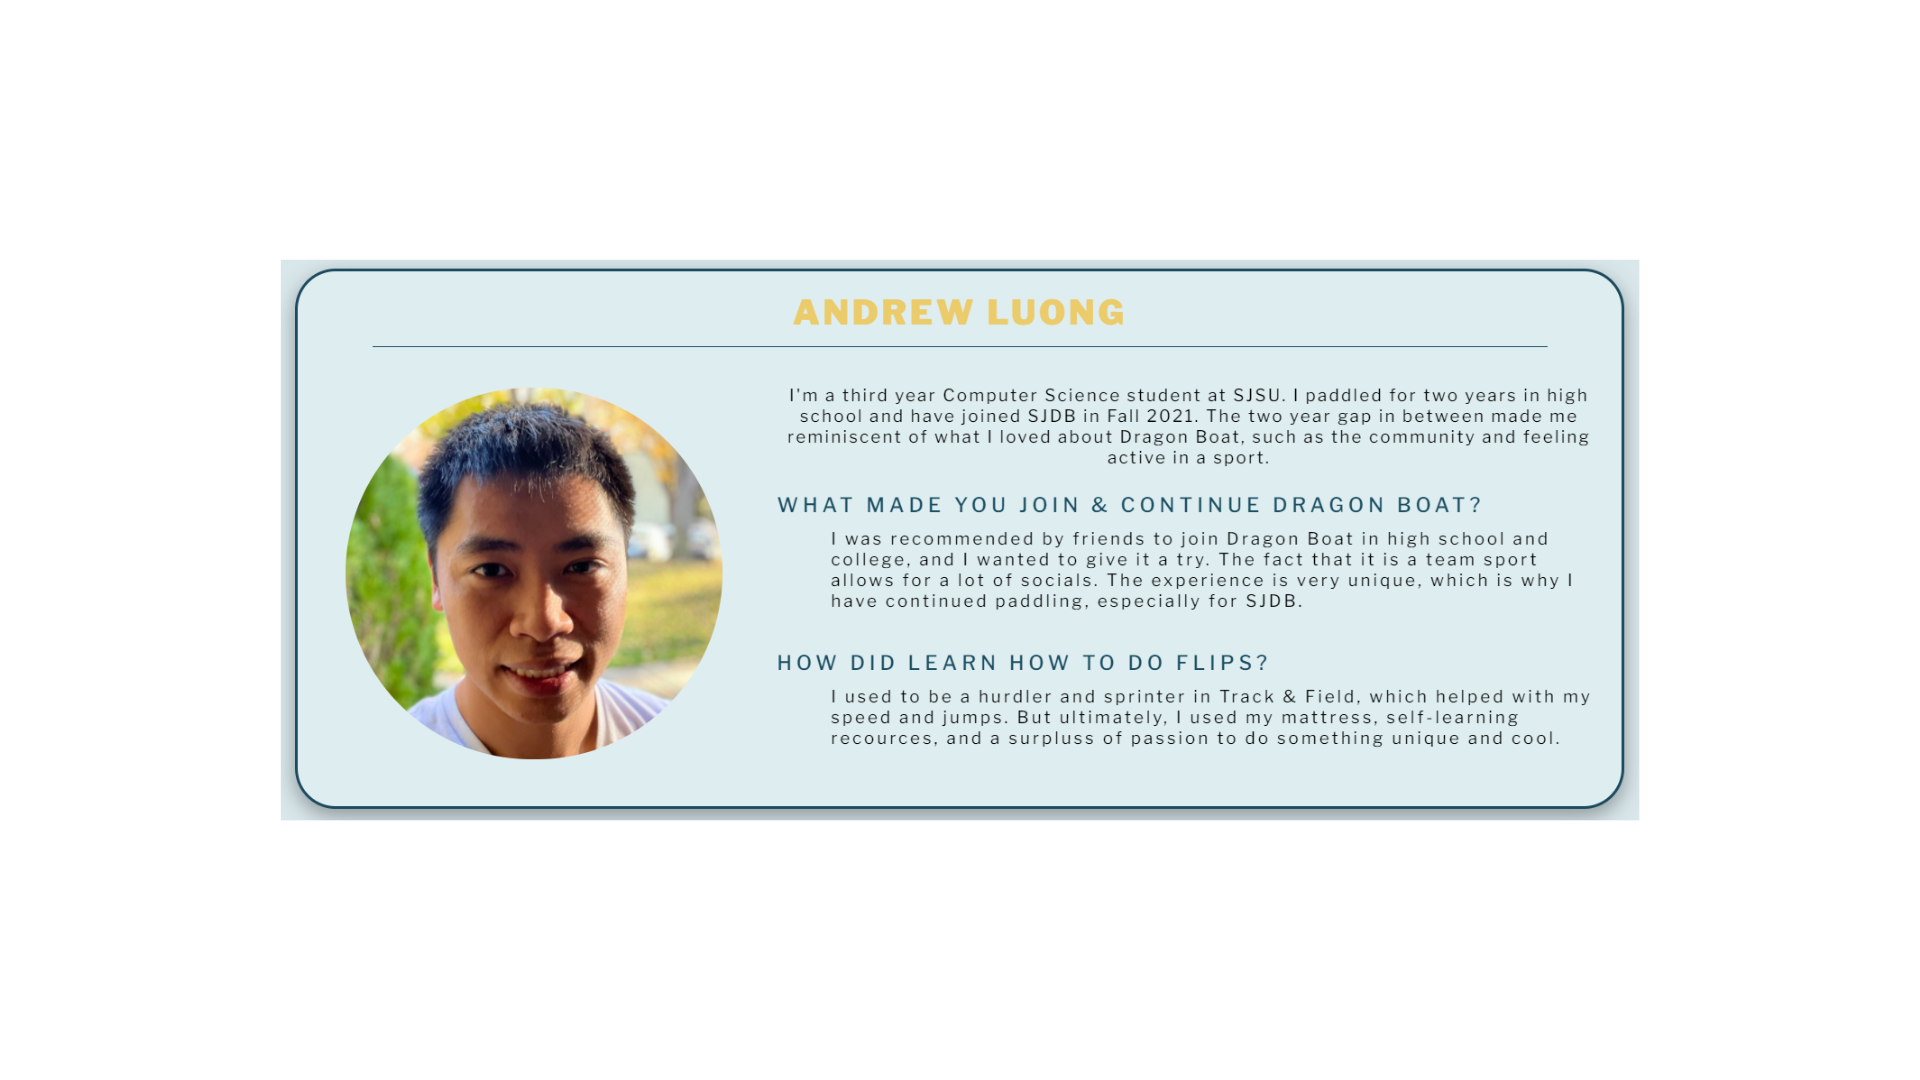 ANDREW LUONG
I'm a third year Computer Science student at SJSU. I paddled for two years in high
school and have joined SJDB in Fall 2021. The two year gap in between made me
reminiscent of what I loved about Dragon Boat, such as the community and feeling
active in a sport.
WHAT MADE YOU JOIN & CONTINUE DRAGON BOAT?
I was recommended by friends to join Dragon Boat in high school and
college, and I wanted to give it a try. The fact that it is a team sport
allows for a lot of socials. The experience is very unique, which is why I
have continued paddling, especially for SJDB.
HOW DID LEARN HOW TO DO FLIPS?
I used to be a hurdler and sprinter in Track & Field, which helped with my
speed and jumps. But ultimately, I used my mattress, self-learning
recources, and a surpluss of passion to do something unique and cool.